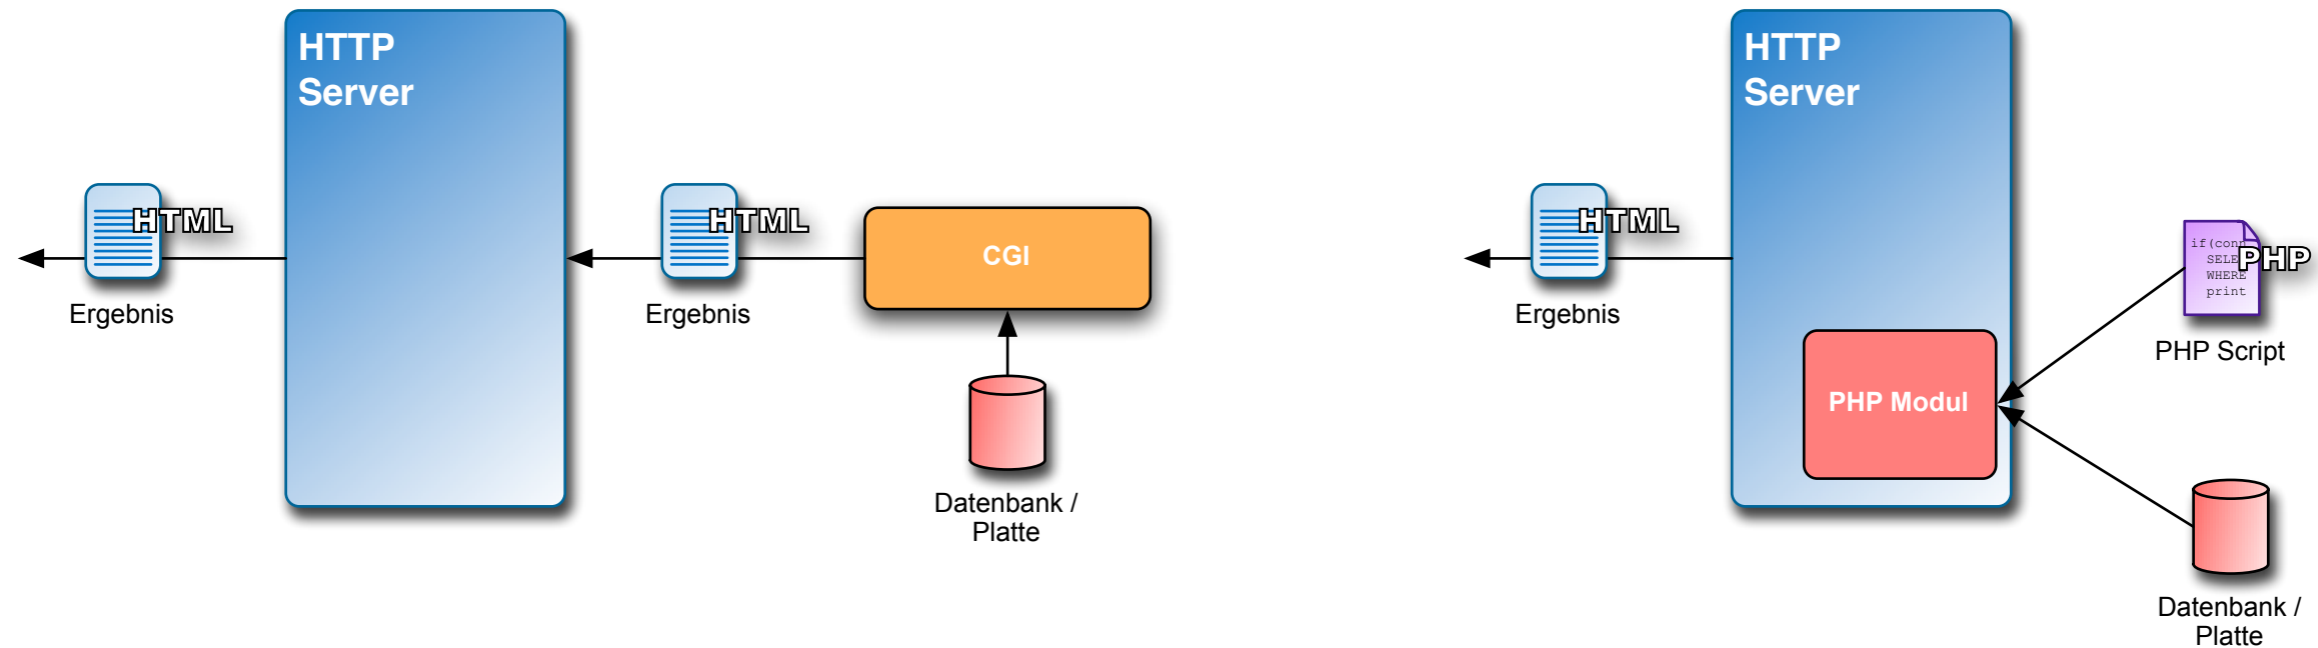 HTTP
Server
HTML
Ergebnis
HTML
Ergebnis
CGI
Datenbank /
Platte
HTTP
Server
HTML
Ergebnis
PHP Modul
if(conn
SELE
WHERE
print
PHP
PHP Script
Datenbank /
Platte